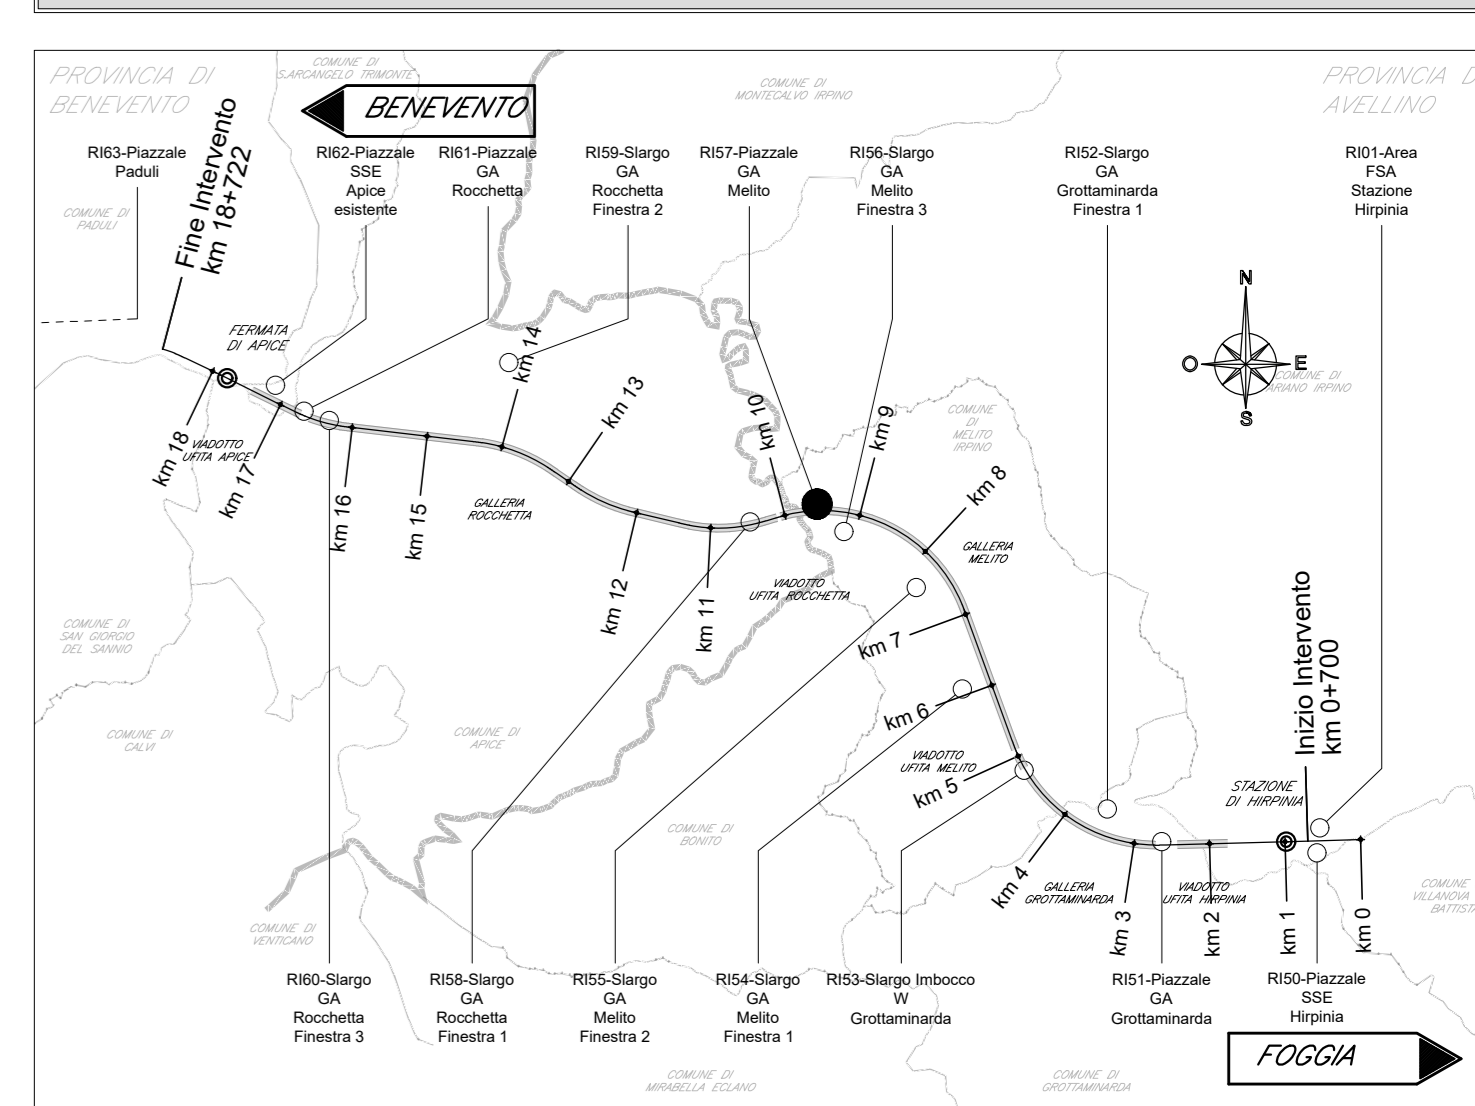 PROVINCIA DI
BENEVENTO
COMUNE DI
S.ARCANGELO TRIMONTE
BENEVENTO
COMUNE DI
MONTECALVO IRPINO
PROVINCIA D
AVELLINO
RI63-Piazzale
Paduli
Fine Intervento
km 18+722
RI62-Piazzale
SSE
Apice
esistente
RI61-Piazzale
GA
Rocchetta
RI59-Slargo
GA
Rocchetta
Finestra 2
RI57-Piazzale
GA
Melito
RI56-Slargo
GA
Melito
Finestra 3
RI52-Slargo
GA
Grottaminarda
Finestra 1
RI01-Area
FSA
Stazione
Hirpinia
COMUNE DI
PADULI
FERMATA
DI APICE
N
O
E
S
COMUNE DI
ARIANO IRPINO
COMUNE
DI
MELITO
IRPINO
km 18
VIADOTTO
UFITA APICE
km 17
km 16
km 15
km 14
km 13
km 12
km 11
km 10
km 9
km 8
km 7
km 6
km 5
km 4
km 3
km 2
km 1
km 0
GALLERIA
ROCCHETTA
GALLERIA
MELITO
VIADOTTO
UFITA ROCCHETTA
VIADOTTO
UFITA MELITO
Inizio Intervento
km 0+700
STAZIONE
DI HIRPINIA
COMUNE DI
SAN GIORGIO
DEL SANNIO
COMUNE DI
CALVI
COMUNE DI
APICE
COMUNE DI
BONITO
GALLERIA
GROTTAMINARDA
VIADOTTO
UFITA HIRPINIA
COMUNE
VILLANOVA
BATTIST
COMUNE DI
VENTICANO
RI60-Slargo
GA
Rocchetta
Finestra 3
RI58-Slargo
GA
Rocchetta
Finestra 1
RI55-Slargo
GA
Melito
Finestra 2
RI54-Slargo
GA
Melito
Finestra 1
RI53-Slargo Imbocco
W
Grottaminarda
RI51-Piazzale
GA
Grottaminarda
RI50-Piazzale
SSE
Hirpinia
FOGGIA
COMUNE DI
MIRABELLA ECLANO
COMUNE DI
GROTTAMINARDA